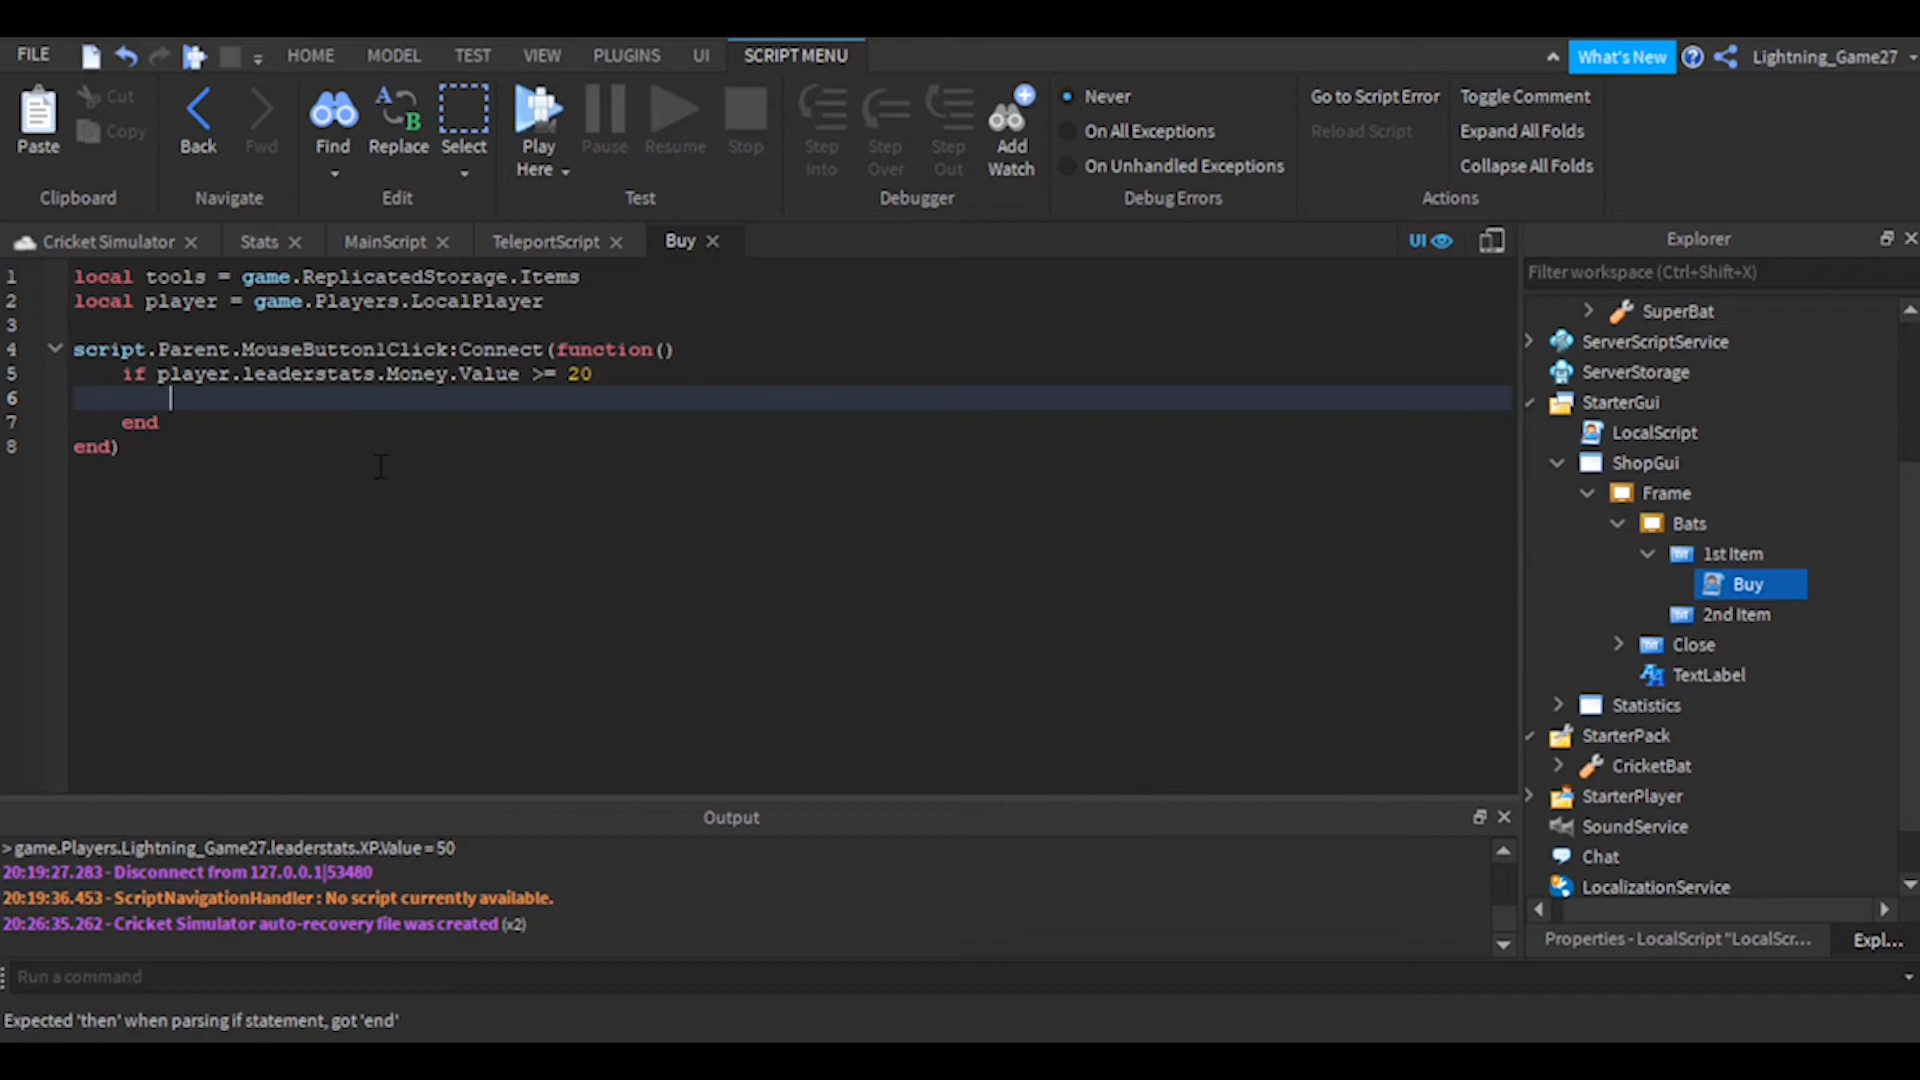 FILE HOME MODEL TEST VIEW PLUGINS UI SCRIPT MENU What's New Lightning_Game27
Paste Cut Copy Back Fwd Find Replace Select Play Here Pause Resume Stop Step Into Step Over Step Out Add Watch
Never
On All Exceptions
On Unhandled Exceptions
Go to Script Error
Reload Script
Toggle Comment
Expand All Folds
Collapse All Folds
Clipboard Navigate Edit Test Debugger Debug Errors Actions
Cricket Simulator Stats MainScript TeleportScript Buy UI
1 local tools = game.ReplicatedStorage.Items
2 local player = game.Players.LocalPlayer
3
4 script.Parent.MouseButton1Click:Connect(function()
5 if player.leaderstats.Money.Value >= 20
6
7 end
8 end)
Explorer
Filter workspace (Ctrl+Shift+X)
SuperBat
ServerScriptService
ServerStorage
StarterGui
LocalScript
ShopGui
Frame
Bats
1st Item
Buy
2nd Item
Close
TextLabel
Statistics
StarterPack
CricketBat
StarterPlayer
SoundService
Chat
LocalizationService
Properties - LocalScript "LocalScr... Expl...
Output
> game.Players.Lightning_Game27.leaderstats.XP.Value = 50
20:19:27.283 - Disconnect from 127.0.0.1|53480
20:19:36.453 - ScriptNavigationHandler : No script currently available.
20:26:35.262 - Cricket Simulator auto-recovery file was created (x2)
Run a command
Expected 'then' when parsing if statement, got 'end'